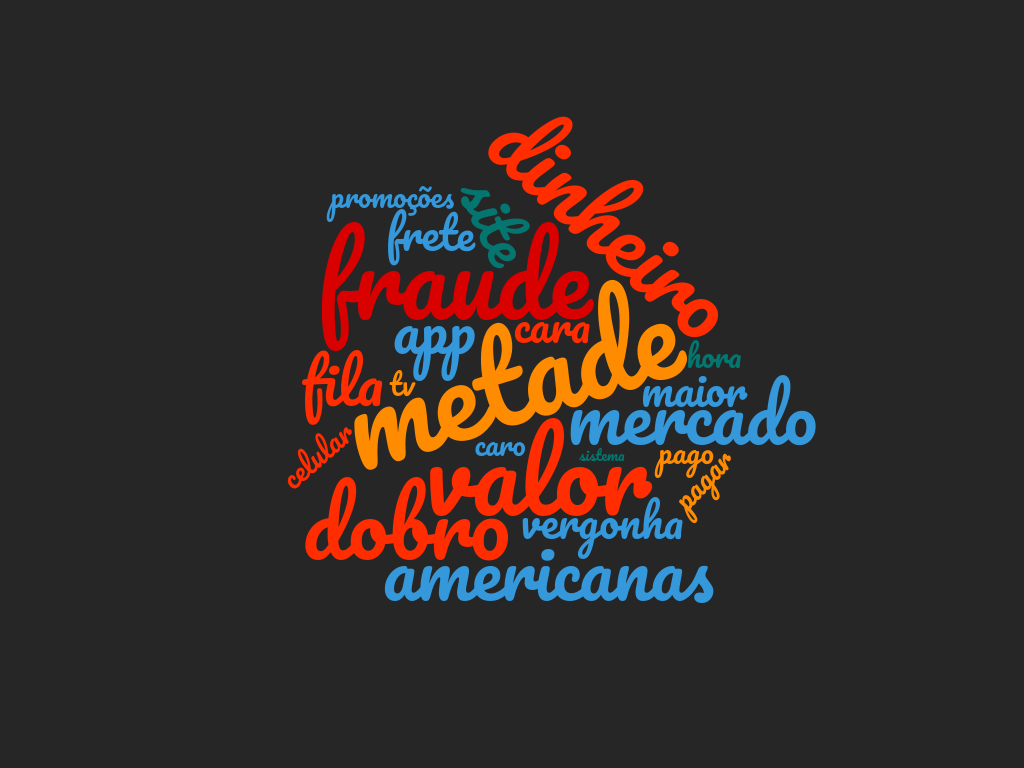 dinheiro
promoções
site
frete
fraude
app
cara
metade
hora
fila
tv
maior
mercado
celular
caro
sistema
pago
pagar
valor
dobro
vergonha
americanas